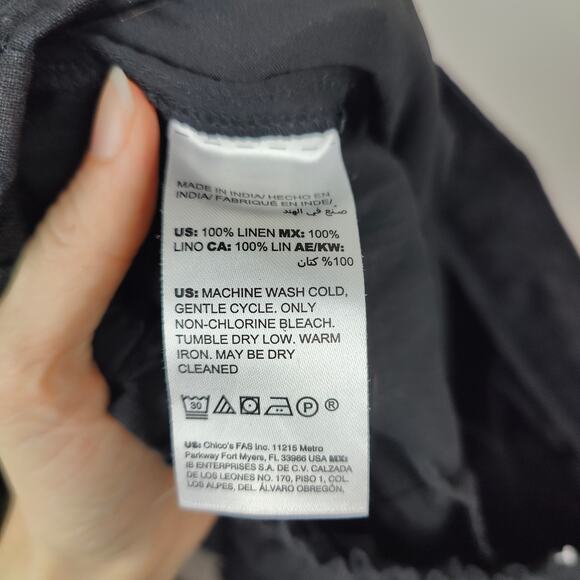 MADE IN INDIA/ HECHO EN
INDIA/ FABRIQUÉ EN INDE/
صنع في الهند
US: 100% LINEN MX: 100%
LINO CA: 100% LIN AE/KW:
100% كتان
US: MACHINE WASH COLD,
GENTLE CYCLE. ONLY
NON-CHLORINE BLEACH.
TUMBLE DRY LOW. WARM
IRON. MAY BE DRY
CLEANED
30 P ®
US: Chico's FAS Inc. 11215 Metro
Parkway Fort Myers, FL 33966 USA MX:
IB ENTERPRISES S.A. DE C.V. CALZADA
DE LOS LEONES NO. 170, PISO 1, COL.
LOS ALPES, DEL. ÁLVARO OBREGÓN,